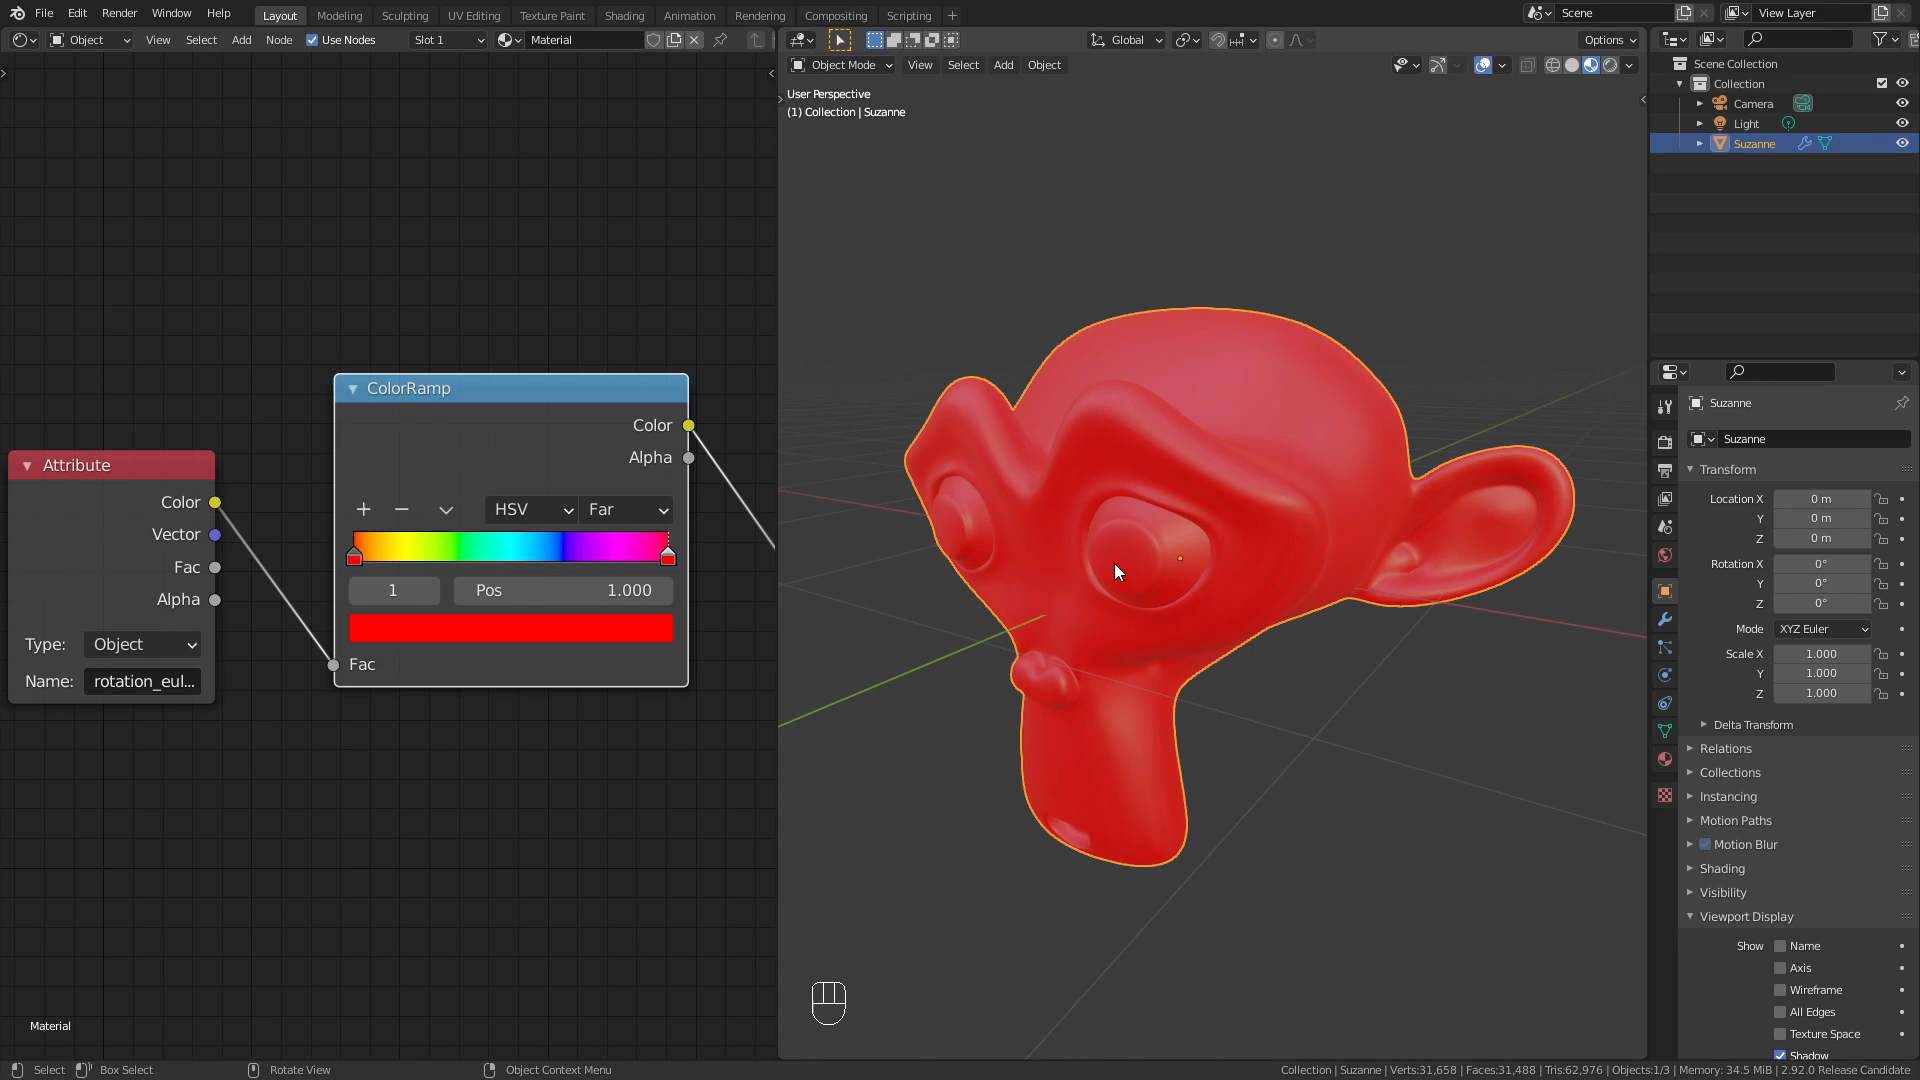 File Edit Render Window Help Layout Modeling Sculpting UV Editing Texture Paint Shading Animation Rendering Compositing Scripting + Scene View Layer
Object View Select Add Node Use Nodes Slot 1 Material Global Options
Object Mode View Select Add Object
User Perspective
(1) Collection | Suzanne
Scene Collection
Collection
Camera
Light
Suzanne
ColorRamp
Color
Alpha
HSV Far
1 Pos 1.000
Fac
Attribute
Color
Vector
Fac
Alpha
Type: Object
Name: rotation_eul...
Material
Suzanne
Suzanne
Transform
Location X 0 m
Y 0 m
Z 0 m
Rotation X 0°
Y 0°
Z 0°
Mode XYZ Euler
Scale X 1.000
Y 1.000
Z 1.000
Delta Transform
Relations
Collections
Instancing
Motion Paths
Motion Blur
Shading
Visibility
Viewport Display
Show Name
Axis
Wireframe
All Edges
Texture Space
Shadow
Select Box Select Rotate View Object Context Menu Collection | Suzanne | Verts:31,658 | Faces:31,488 | Tris:62,976 | Objects:1/3 | Memory: 34.5 MiB | 2.92.0 Release Candidate